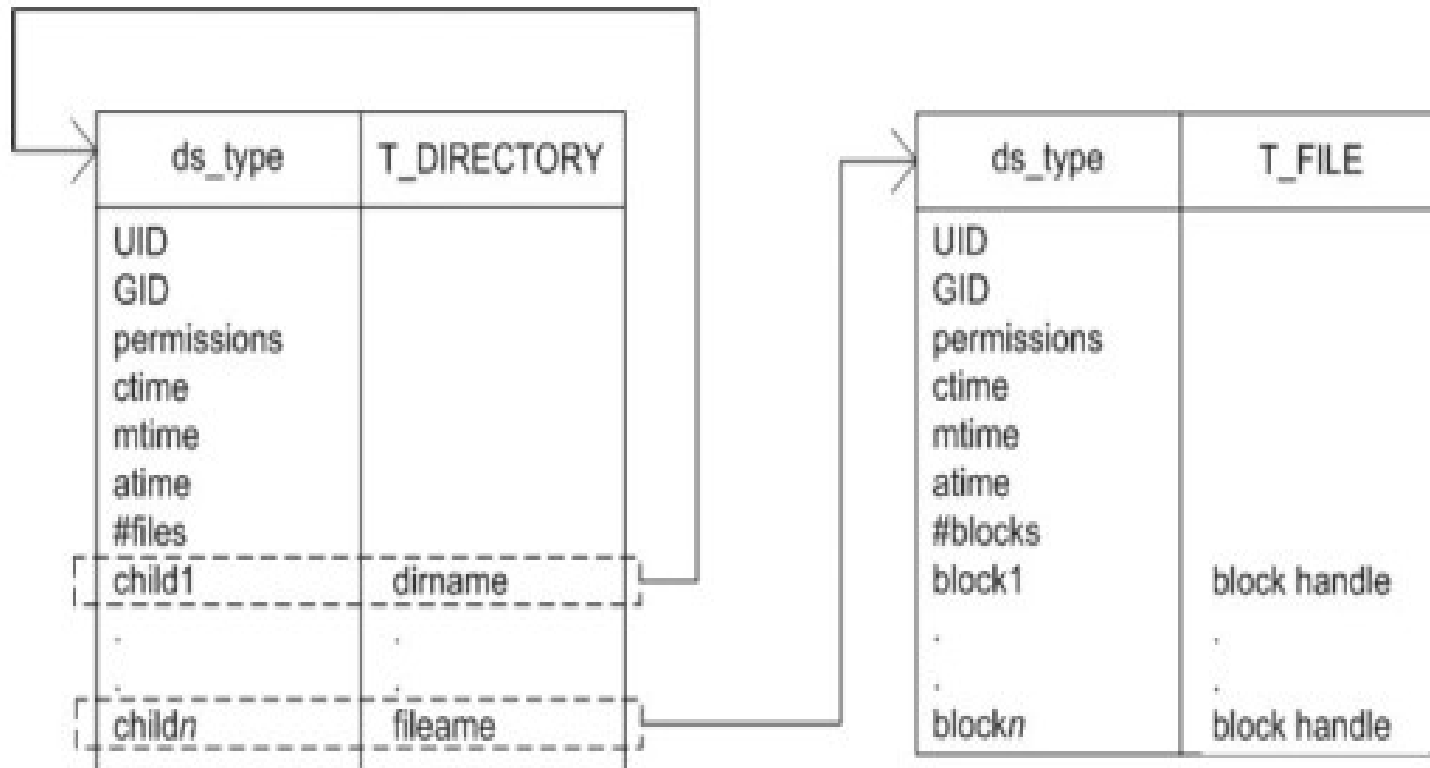 ds_type T_DIRECTORY
UID
GID
permissions
ctime
mtime
atime
#files
child1 dirname
. .
. .
childn fileame
ds_type T_FILE
UID
GID
permissions
ctime
mtime
atime
#blocks
block1 block handle
. .
. .
blockn block handle